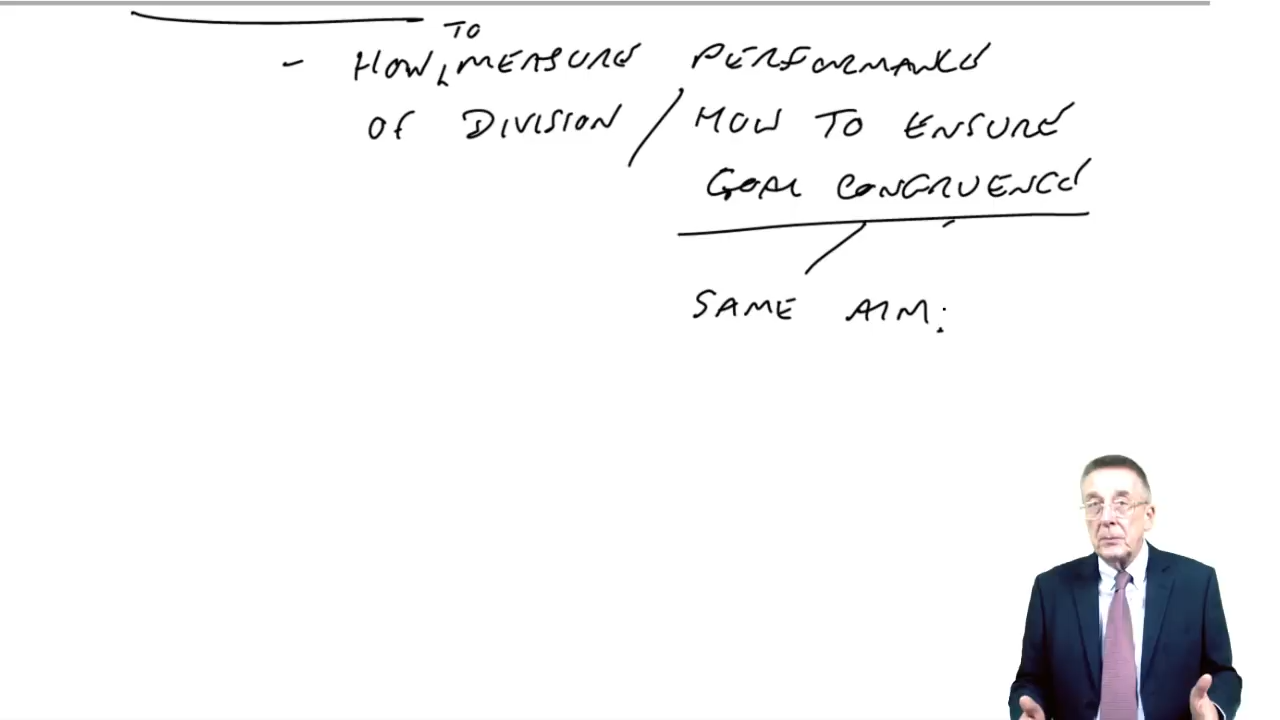 TO
- HOW MEASURE PERFORMANCE
OF DIVISION / HOW TO ENSURE
GOAL CONGRUENCE
SAME AIM: